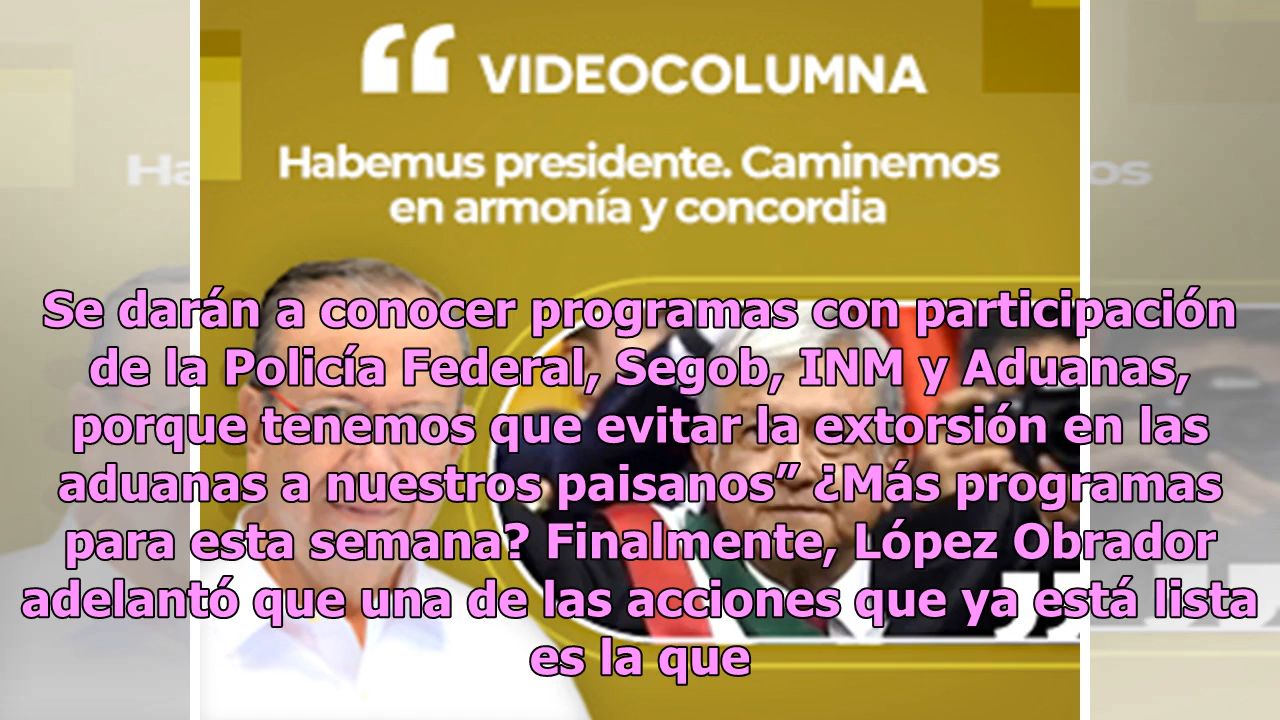 “ VIDEOCOLUMNA
Habemus presidente. Caminemos
en armonía y concordia
Se darán a conocer programas con participación
de la Policía Federal, Segob, INM y Aduanas,
porque tenemos que evitar la extorsión en las
aduanas a nuestros paisanos” ¿Más programas
para esta semana? Finalmente, López Obrador
adelantó que una de las acciones que ya está lista
es la que